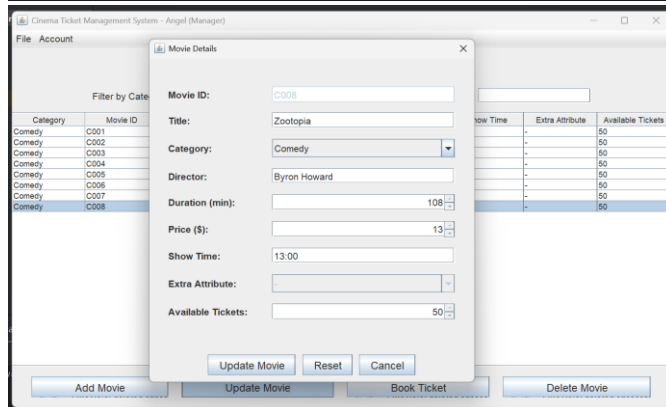 Cinema Ticket Management System - Angel (Manager)
File Account
Movie Details
Filter by Cate
Category Movie ID how Time Extra Attribute Available Tickets
Comedy C001 - 50
Comedy C002 - 50
Comedy C003 - 50
Comedy C004 - 50
Comedy C005 - 50
Comedy C006 - 50
Comedy C007 - 50
Comedy C008 - 50
Movie ID: C008
Title: Zootopia
Category: Comedy
Director: Byron Howard
Duration (min): 108
Price ($): 13
Show Time: 13:00
Extra Attribute: -
Available Tickets: 50
Update Movie Reset Cancel
Add Movie Update Movie Book Ticket Delete Movie